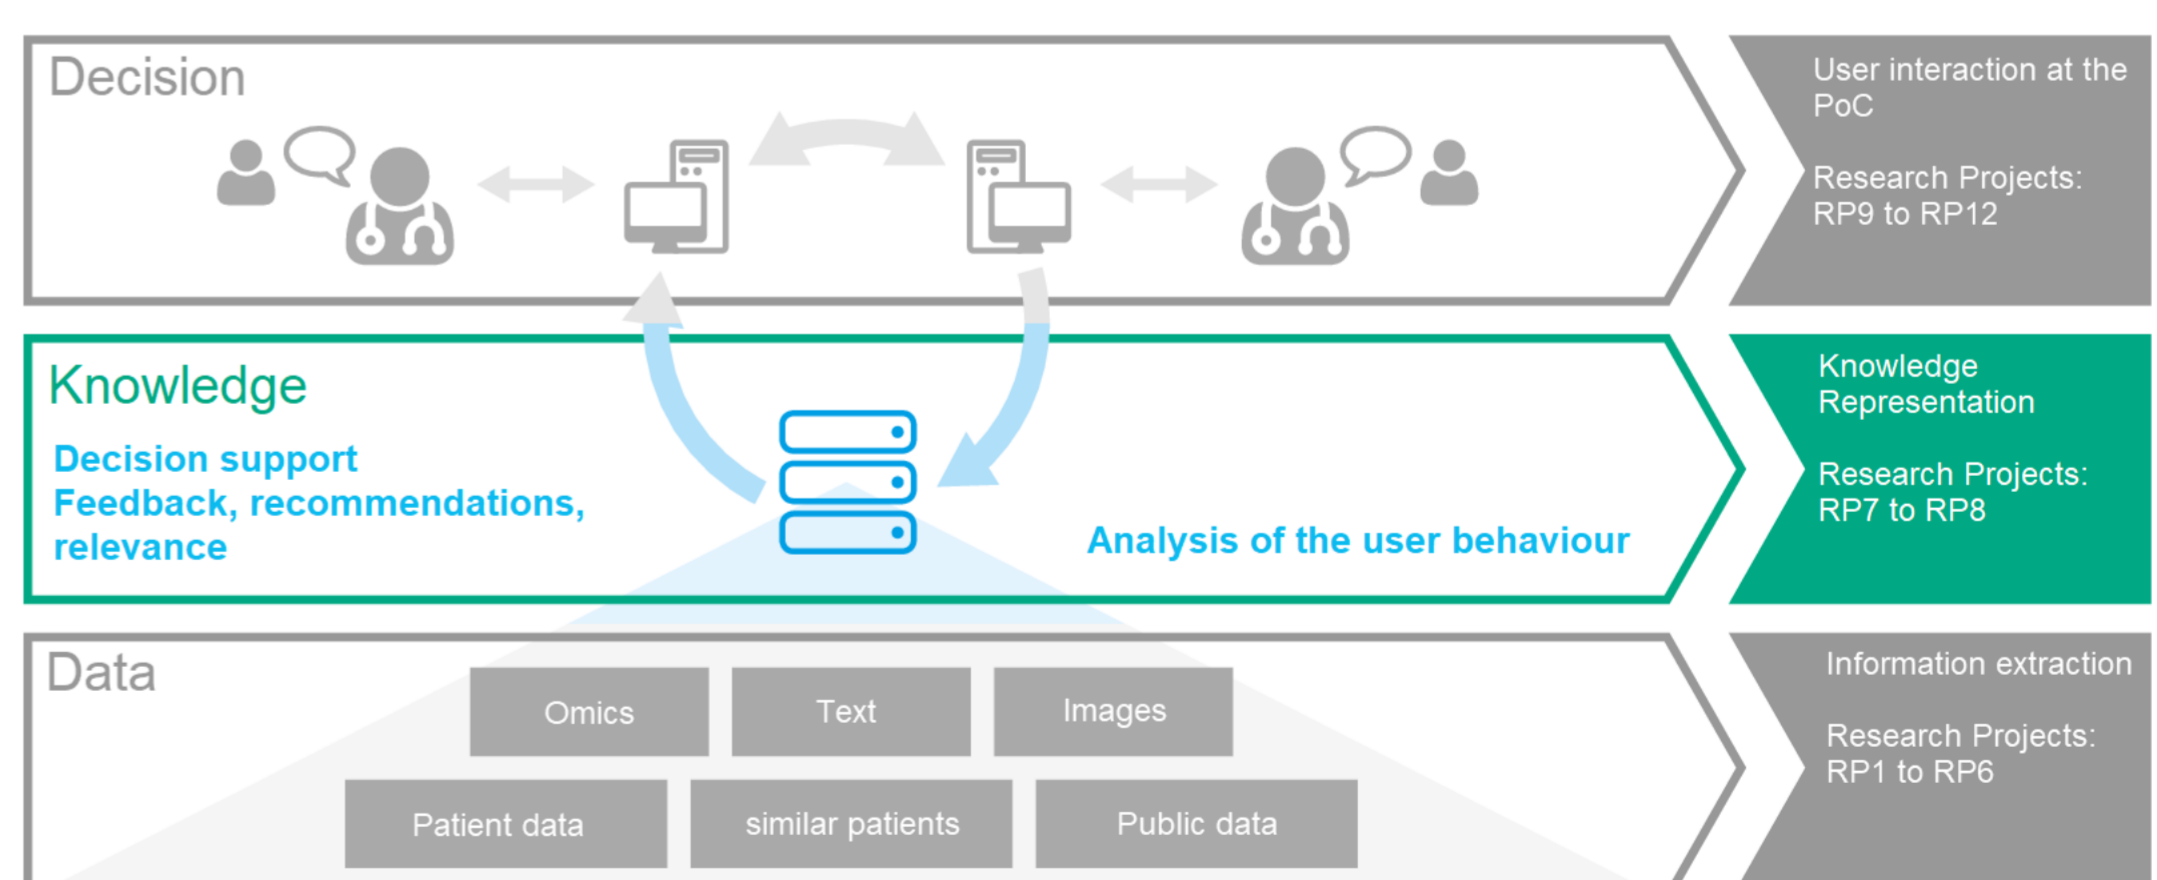 Decision
User interaction at the
PoC
Research Projects:
RP9 to RP12
Knowledge
Decision support
Feedback, recommendations,
relevance
Analysis of the user behaviour
Knowledge
Representation
Research Projects:
RP7 to RP8
Data
Omics
Text
Images
Patient data
similar patients
Public data
Information extraction
Research Projects:
RP1 to RP6